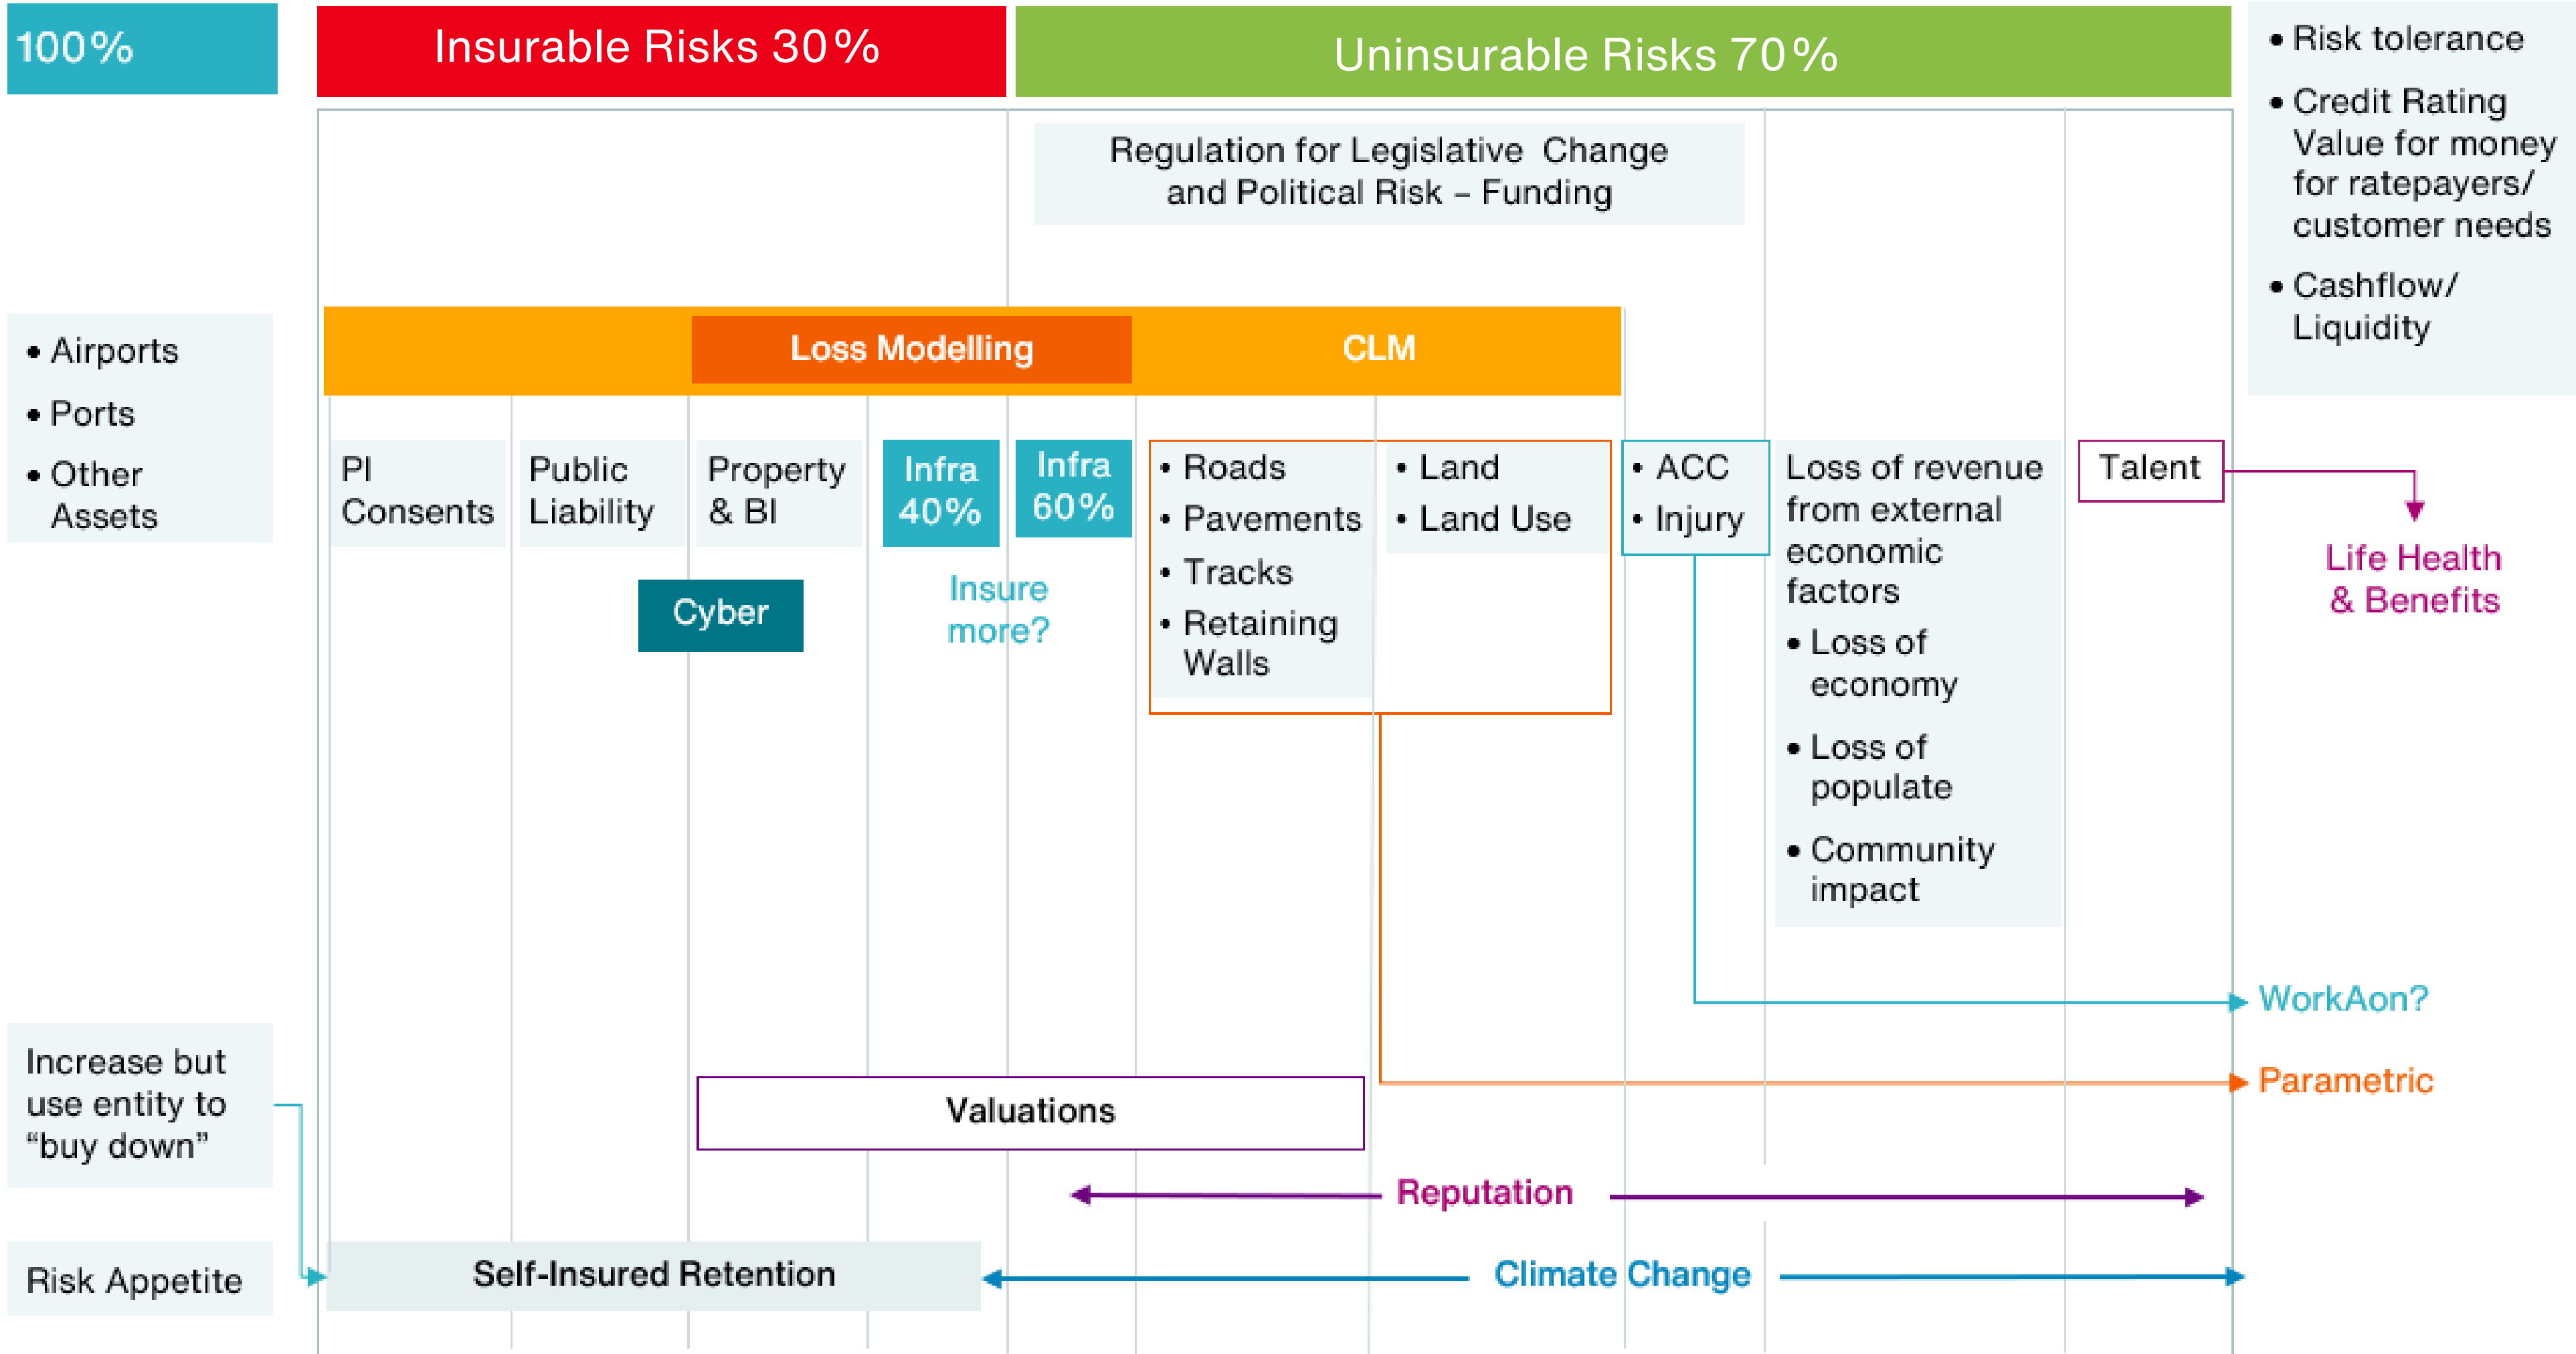 100%
Insurable Risks 30%
Uninsurable Risks 70%
• Risk tolerance
• Credit Rating
Value for money
for ratepayers/
customer needs
• Cashflow/
Liquidity
Regulation for Legislative Change
and Political Risk – Funding
• Airports
• Ports
• Other
Assets
Loss Modelling
CLM
PI
Consents
Public
Liability
Property
& BI
Infra
40%
Infra
60%
• Roads
• Pavements
• Tracks
• Retaining
Walls
• Land
• Land Use
• ACC
• Injury
Loss of revenue
from external
economic
factors
• Loss of
economy
• Loss of
populate
• Community
impact
Talent
Life Health
& Benefits
Cyber
Insure
more?
WorkAon?
Parametric
Increase but
use entity to
“buy down”
Valuations
Reputation
Risk Appetite
Self-Insured Retention
Climate Change